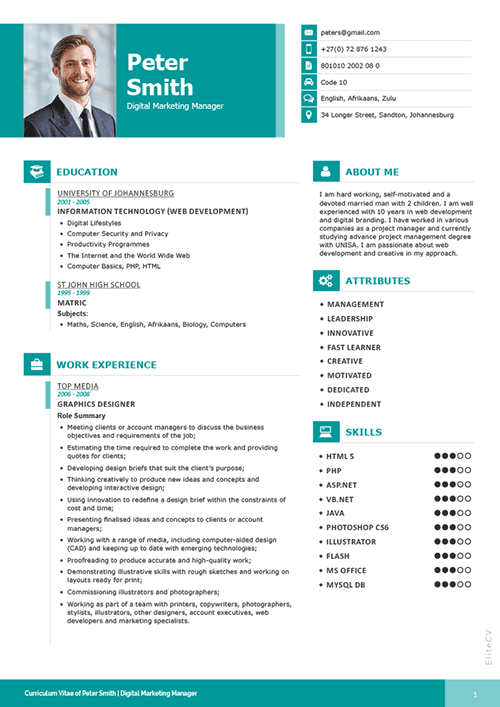 Peter
Smith
Digital Marketing Manager
peters@gmail.com
+27(0) 72 876 1243
801010 2002 08 0
Code 10
English, Afrikaans, Zulu
34 Longer Street, Sandton, Johannesburg
EDUCATION
UNIVERSITY OF JOHANNESBURG
2001 - 2005
INFORMATION TECHNOLOGY (WEB DEVELOPMENT)
• Digital Lifestyles
• Computer Security and Privacy
• Productivity Programmes
• The Internet and the World Wide Web
• Computer Basics, PHP, HTML
ST JOHN HIGH SCHOOL
1995 - 1999
MATRIC
Subjects:
• Maths, Science, English, Afrikaans, Biology, Computers
WORK EXPERIENCE
TOP MEDIA
2006 - 2008
GRAPHICS DESIGNER
Role Summary
• Meeting clients or account managers to discuss the business
objectives and requirements of the job;
• Estimating the time required to complete the work and providing
quotes for clients;
• Developing design briefs that suit the client's purpose;
• Thinking creatively to produce new ideas and concepts and
developing interactive design;
• Using innovation to redefine a design brief within the constraints of
cost and time;
• Presenting finalised ideas and concepts to clients or account
managers;
• Working with a range of media, including computer-aided design
(CAD) and keeping up to date with emerging technologies;
• Proofreading to produce accurate and high-quality work;
• Demonstrating illustrative skills with rough sketches and working on
layouts ready for print;
• Commissioning illustrators and photographers;
• Working as part of a team with printers, copywriters, photographers,
stylists, illustrators, other designers, account executives, web
developers and marketing specialists.
ABOUT ME
I am hard working, self-motivated and a
devoted married man with 2 children. I am well
experienced with 10 years in web development
and digital branding. I have worked in various
companies as a project manager and currently
studying advance project management degree
with UNISA. I am passionate about web
development and creative in my approach.
ATTRIBUTES
• MANAGEMENT
• LEADERSHIP
• INNOVATIVE
• FAST LEARNER
• CREATIVE
• MOTIVATED
• DEDICATED
• INDEPENDENT
SKILLS
• HTML 5
• PHP
• ASP.NET
• VB.NET
• JAVA
• PHOTOSHOP CS6
• ILLUSTRATOR
• FLASH
• MS OFFICE
• MYSQL DB
EliteCV
Curriculum Vitae of Peter Smith | Digital Marketing Manager
1